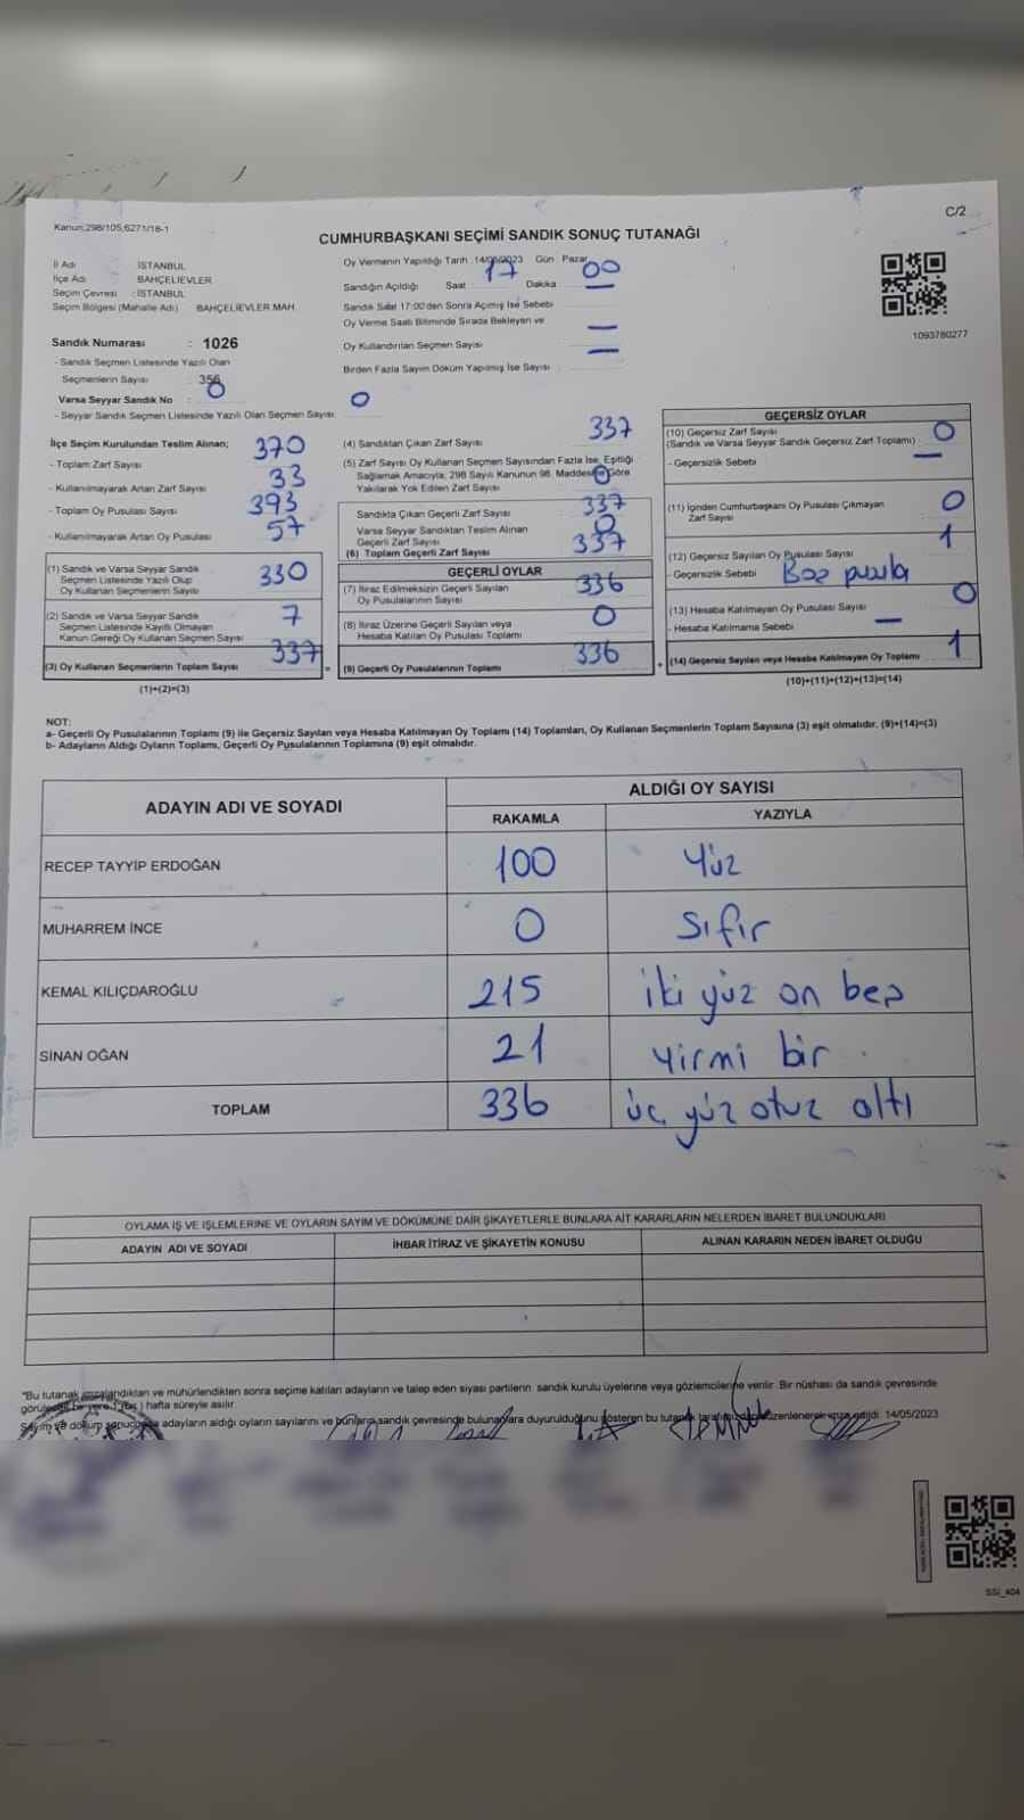 Kanun;298/105,6271/18-1
C/2
CUMHURBAŞKANI SEÇİMİ SANDIK SONUÇ TUTANAĞI
İl Adı : İSTANBUL
İlçe Adı : BAHÇELİEVLER
Seçim Çevresi : İSTANBUL
Seçim Bölgesi (Mahalle Adı) BAHÇELİEVLER MAH.
Sandık Numarası : 1026
- Sandık Seçmen Listesinde Yazılı Olan
Seçmenlerin Sayısı : 356
Varsa Seyyar Sandık No : 0
- Seyyar Sandık Seçmen Listesinde Yazılı Olan Seçmen Sayısı: 0
Oy Vermenin Yapıldığı Tarih :14/05/2023 Gün Pazar
Sandığın Açıldığı Saat 17 Dakika 00
Sandık Saat 17:00'den Sonra Açılmış İse Sebebi —
Oy Verme Saati Bitiminde Sırada Bekleyen ve
Oy Kullandırılan Seçmen Sayısı —
Birden Fazla Sayım Döküm Yapılmış İse Sayısı —
1093780277
İlçe Seçim Kurulundan Teslim Alınan;
- Toplam Zarf Sayısı 370
- Kullanılmayarak Artan Zarf Sayısı 33
- Toplam Oy Pusulası Sayısı 393
- Kullanılmayarak Artan Oy Pusulası 57
(1) Sandık ve Varsa Seyyar Sandık
Seçmen Listesinde Yazılı Olup
Oy Kullanan Seçmenlerin Sayısı 330
(2) Sandık ve Varsa Seyyar Sandık
Seçmen Listesinde Kayıtlı Olmayan
Kanun Gereği Oy Kullanan Seçmen Sayısı 7
(3) Oy Kullanan Seçmenlerin Toplam Sayısı 337
(1)+(2)=(3)
(4) Sandıktan Çıkan Zarf Sayısı 337
(5) Zarf Sayısı Oy Kullanan Seçmen Sayısından Fazla İse; Eşitliği
Sağlamak Amacıyla; 298 Sayılı Kanunun 98. Maddesine Göre
Yakılarak Yok Edilen Zarf Sayısı 0
Sandıkta Çıkan Geçerli Zarf Sayısı 337
Varsa Seyyar Sandıktan Teslim Alınan
Geçerli Zarf Sayısı 0
(6) Toplam Geçerli Zarf Sayısı 337
GEÇERLİ OYLAR
(7) İtiraz Edilmeksizin Geçerli Sayılan
Oy Pusulalarının Sayısı 336
(8) İtiraz Üzerine Geçerli Sayılan veya
Hesaba Katılan Oy Pusulası Toplamı 0
(9) Geçerli Oy Pusulalarının Toplamı 336
GEÇERSİZ OYLAR
(10) Geçersiz Zarf Sayısı
(Sandık ve Varsa Seyyar Sandık Geçersiz Zarf Toplamı) 0
- Geçersizlik Sebebi —
(11) İçinden Cumhurbaşkanı Oy Pusulası Çıkmayan
Zarf Sayısı 0
(12) Geçersiz Sayılan Oy Pusulası Sayısı 1
- Geçersizlik Sebebi Boş pusula
(13) Hesaba Katılmayan Oy Pusulası Sayısı 0
- Hesaba Katılmama Sebebi —
(14) Geçersiz Sayılan veya Hesaba Katılmayan Oy Toplamı 1
(10)+(11)+(12)+(13)=(14)
NOT:
a- Geçerli Oy Pusulalarının Toplamı (9) ile Geçersiz Sayılan veya Hesaba Katılmayan Oy Toplamı (14) Toplamları, Oy Kullanan Seçmenlerin Toplam Sayısına (3) eşit olmalıdır. (9)+(14)=(3)
b- Adayların Aldığı Oyların Toplamı, Geçerli Oy Pusulalarının Toplamına (9) eşit olmalıdır.
ADAYIN ADI VE SOYADI ALDIĞI OY SAYISI
RAKAMLA YAZIYLA
RECEP TAYYİP ERDOĞAN 100 Yüz
MUHARREM İNCE 0 Sıfır
KEMAL KILIÇDAROĞLU 215 iki yüz on beş
SİNAN OĞAN 21 yirmi bir
TOPLAM 336 üç yüz otuz altı
OYLAMA İŞ VE İŞLEMLERİNE VE OYLARIN SAYIM VE DÖKÜMÜNE DAİR ŞİKAYETLERLE BUNLARA AİT KARARLARIN NELERDEN İBARET BULUNDUKLARI
ADAYIN ADI VE SOYADI İHBAR İTİRAZ VE ŞİKAYETİN KONUSU ALINAN KARARIN NEDEN İBARET OLDUĞU
"Bu tutanak imzalandıktan ve mühürlendikten sonra seçime katılan adayların ve talep eden siyasi partilerin. sandık kurulu üyelerine veya gözlemcilerine verilir. Bir nüshası da sandık çevresinde
görülecek bir yere 1 (bir) hafta süreyle asılır.
Sayım ve döküm sonucunda adayların aldığı oyların sayılarını ve bunların sandık çevresinde bulunanlara duyurulduğunu gösteren bu tutanak tarafımızdan düzenlenerek imza edildi. 14/05/2023
SSİ_404